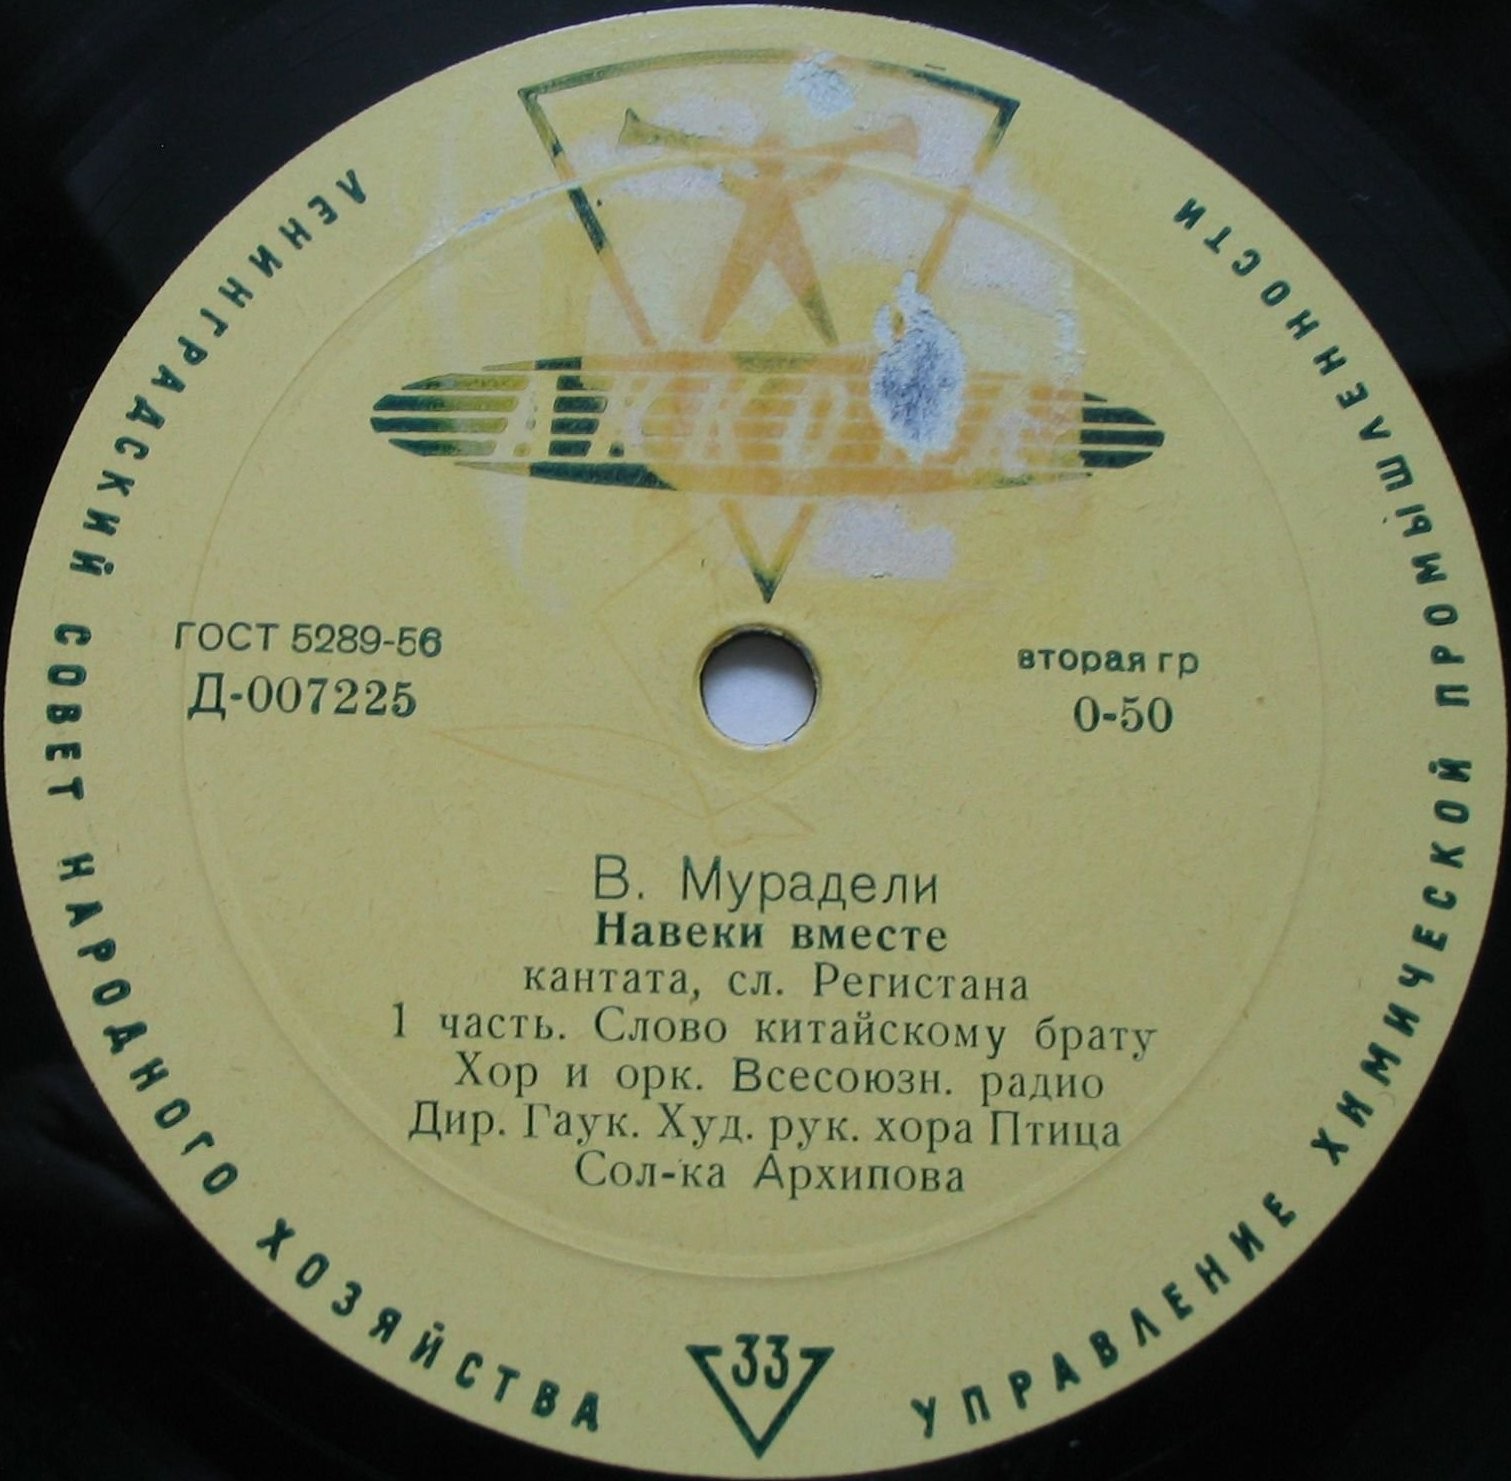 ЛЕНИНГРАДСКИЙ СОВЕТ НАРОДНОГО ХОЗЯЙСТВА
УПРАВЛЕНИЕ ХИМИЧЕСКОЙ ПРОМЫШЛЕННОСТИ
ГОСТ 5289-56
Д-007225
вторая гр
0-50
В. Мурадели
Навеки вместе
кантата, сл. Регистана
1 часть. Слово китайскому брату
Хор и орк. Всесоюзн. радио
Дир. Гаук. Худ. рук. хора Птица
Сол-ка Архипова
33